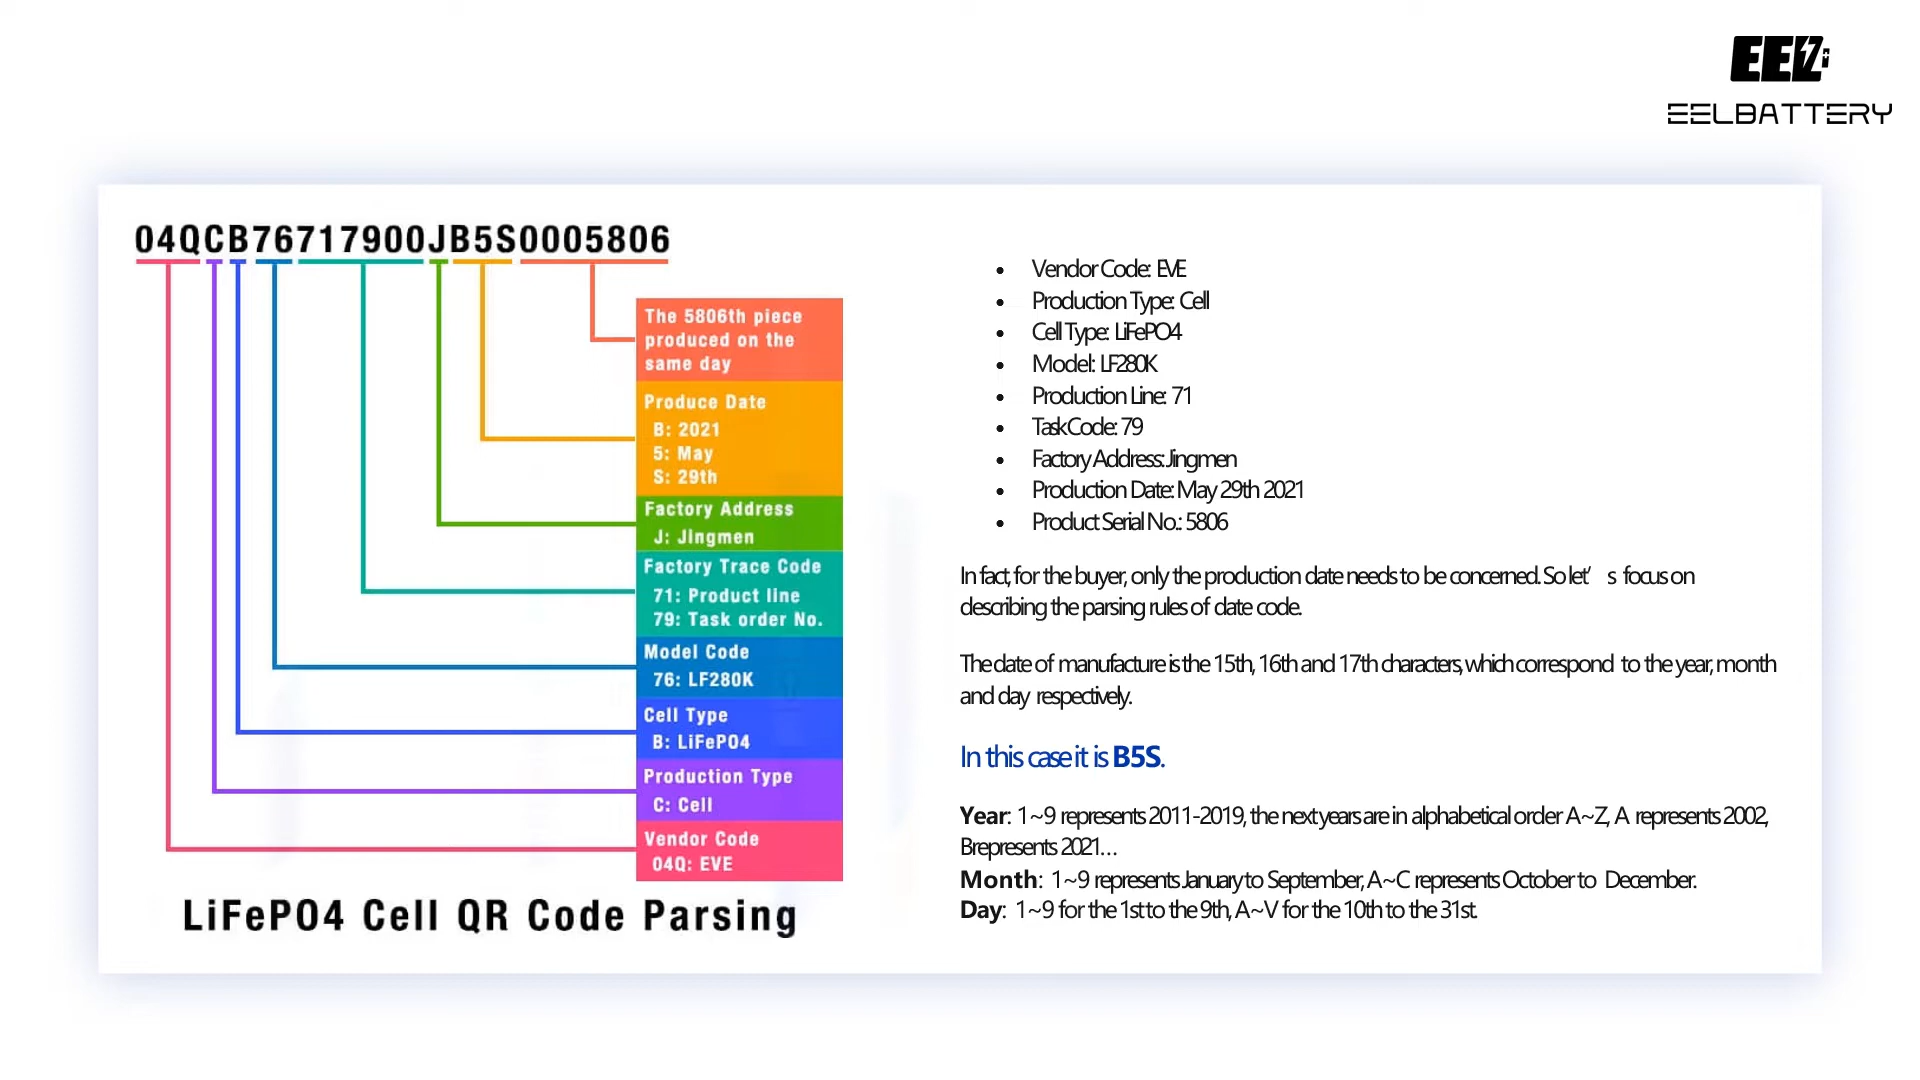 EEL
EELBATTERY
04QCB76717900JB5S0005806
The 5806th piece
produced on the
same day
Produce Date
B: 2021
5: May
S: 29th
Factory Address
J: Jingmen
Factory Trace Code
71: Product line
79: Task order No.
Model Code
76: LF280K
Cell Type
B: LiFePO4
Production Type
C: Cell
Vendor Code
04Q: EVE
LiFePO4 Cell QR Code Parsing
• Vendor Code: EVE
• Production Type: Cell
• Cell Type: LiFePO4
• Model: LF280K
• Production Line: 71
• Task Code: 79
• Factory Address: Jingmen
• Production Date: May 29th 2021
• Product Serial No.: 5806
In fact, for the buyer, only the production date needs to be concerned. So let’s focus on
describing the parsing rules of date code.
The date of manufacture is the 15th, 16th and 17th characters, which correspond to the year, month
and day respectively.
In this case it is B5S.
Year: 1~9 represents 2011-2019, the next years are in alphabetical order A~Z, A represents 2002,
B represents 2021…
Month: 1~9 represents January to September, A~C represents October to December.
Day: 1~9 for the 1st to the 9th, A~V for the 10th to the 31st.